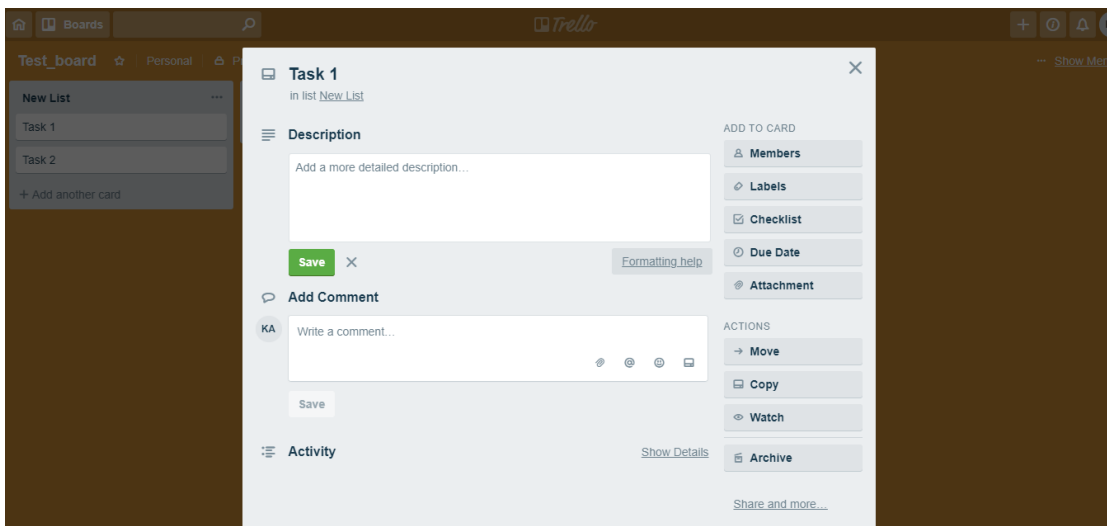 Boards
Trello
Test_board
Personal
Show Men
New List
Task 1
Task 2
+ Add another card
Task 1
in list New List
Description
Add a more detailed description...
Save
Formatting help
Add Comment
KA
Write a comment...
@
Save
Activity
Show Details
ADD TO CARD
Members
Labels
Checklist
Due Date
Attachment
ACTIONS
Move
Copy
Watch
Archive
Share and more...